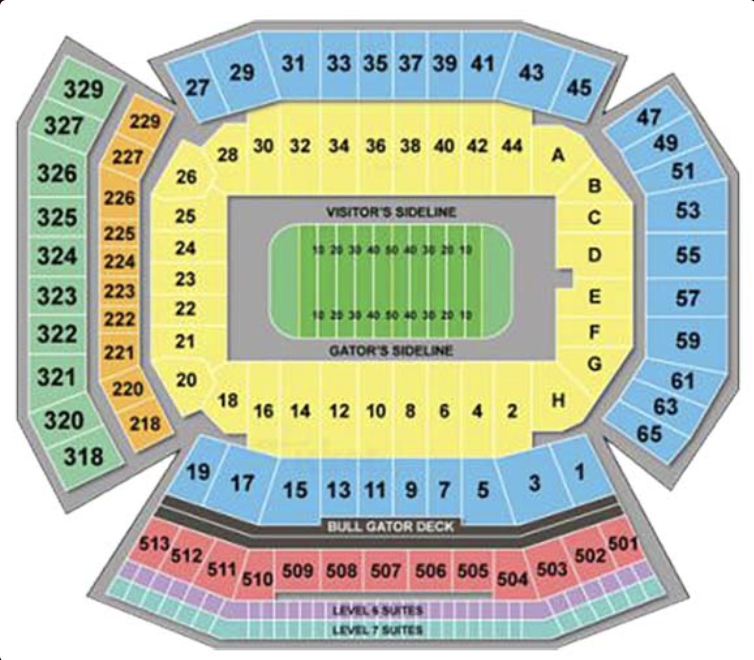 27 29 31 33 35 37 39 41 43 45
329 327 326 325 324 323 322 321 320 318
229 227 226 225 224 223 222 221 220 218
28 30 32 34 36 38 40 42 44 A
26 25 24 23 22 21 20
B C D E F G
47 49 51 53 55 57 59 61 63 65
VISITOR'S SIDELINE
10 20 30 40 50 40 30 20 10
10 20 30 40 50 40 30 20 10
GATOR'S SIDELINE
18 16 14 12 10 8 6 4 2 H
19 17 15 13 11 9 7 5 3 1
BULL GATOR DECK
513 512 511 510 509 508 507 506 505 504 503 502 501
LEVEL 6 SUITES
LEVEL 7 SUITES